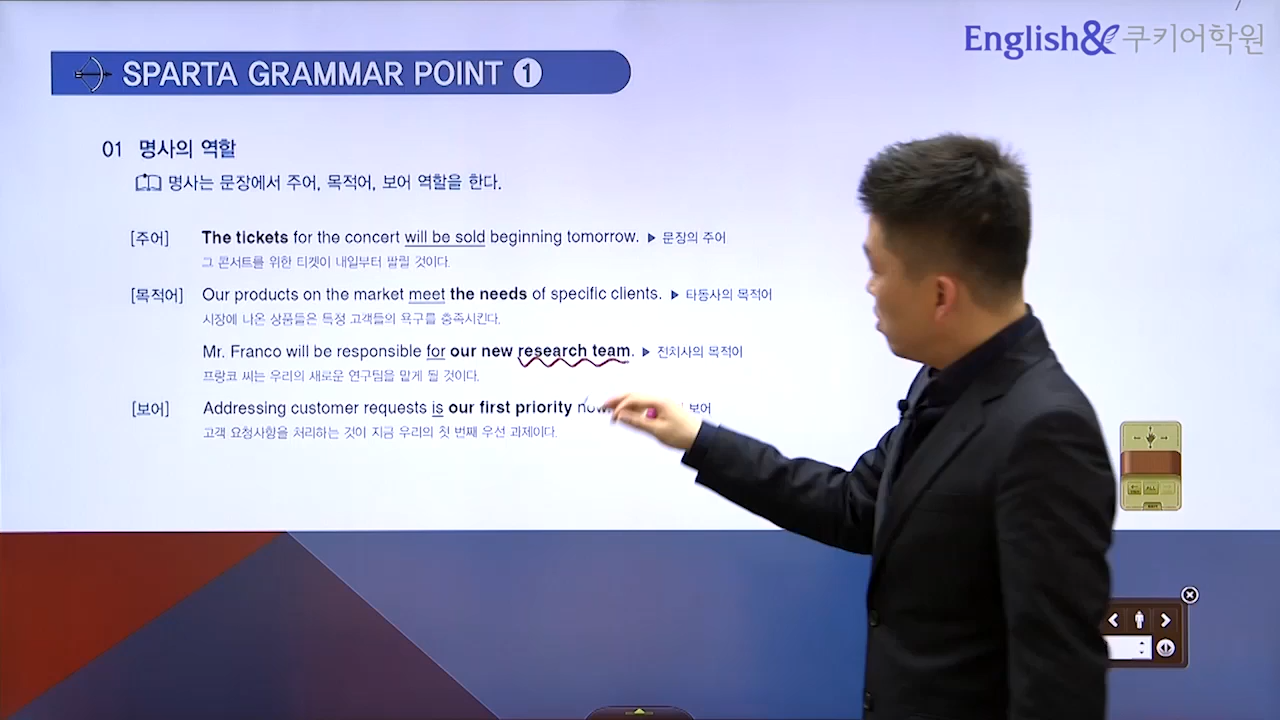 English& 쿠키어학원
SPARTA GRAMMAR POINT 1
01 명사의 역할
명사는 문장에서 주어, 목적어, 보어 역할을 한다.
[주어] The tickets for the concert will be sold beginning tomorrow. ▶ 문장의 주어
그 콘서트를 위한 티켓이 내일부터 팔릴 것이다.
[목적어] Our products on the market meet the needs of specific clients. ▶ 타동사의 목적어
시장에 나온 상품들은 특정 고객들의 욕구를 충족시킨다.
Mr. Franco will be responsible for our new research team. ▶ 전치사의 목적어
프랑코 씨는 우리의 새로운 연구팀을 맡게 될 것이다.
[보어] Addressing customer requests is our first priority now 보어
고객 요청사항을 처리하는 것이 지금 우리의 첫 번째 우선 과제이다.
ALL
EXIT